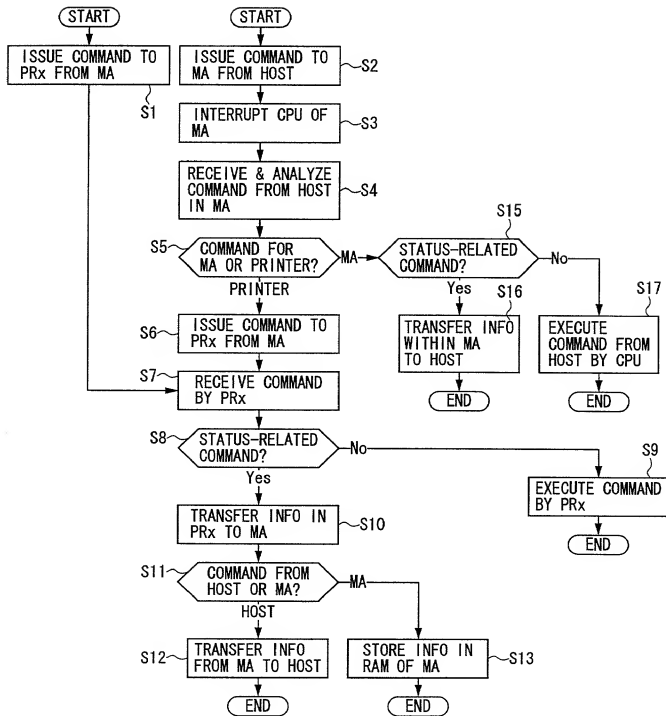 START
START
ISSUE COMMAND TO
PRx FROM MA
S1
ISSUE COMMAND TO
MA FROM HOST
S2
INTERRUPT CPU OF
MA
S3
RECEIVE & ANALYZE
COMMAND FROM HOST
IN MA
S4
S5
COMMAND FOR
MA OR PRINTER?
MA
PRINTER
S15
STATUS-RELATED
COMMAND?
No
Yes
S16
TRANSFER INFO
WITHIN MA
TO HOST
END
S17
EXECUTE
COMMAND FROM
HOST BY CPU
END
S6
ISSUE COMMAND TO
PRx FROM MA
S7
RECEIVE COMMAND
BY PRx
S8
STATUS-RELATED
COMMAND?
No
Yes
S9
EXECUTE COMMAND
BY PRx
END
TRANSFER INFO IN
PRx TO MA
S10
S11
COMMAND FROM
HOST OR MA?
MA
HOST
S12
TRANSFER INFO
FROM MA TO HOST
END
STORE INFO IN
RAM OF MA
S13
END